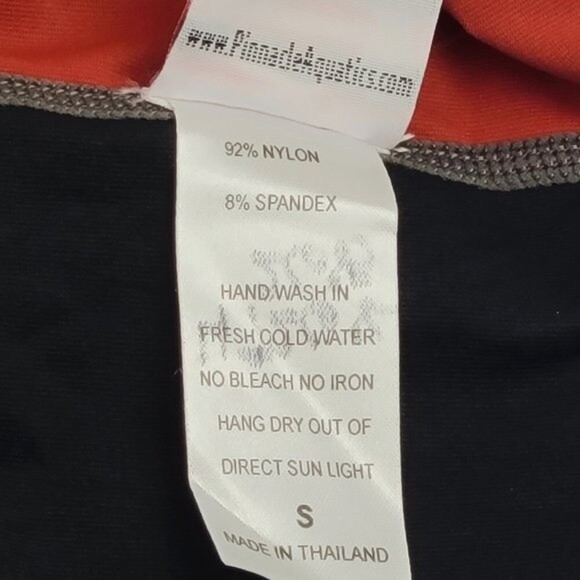 www.PinnacleAquatics.com
92% NYLON
8% SPANDEX
HAND WASH IN
FRESH COLD WATER
NO BLEACH NO IRON
HANG DRY OUT OF
DIRECT SUN LIGHT
S
MADE IN THAILAND